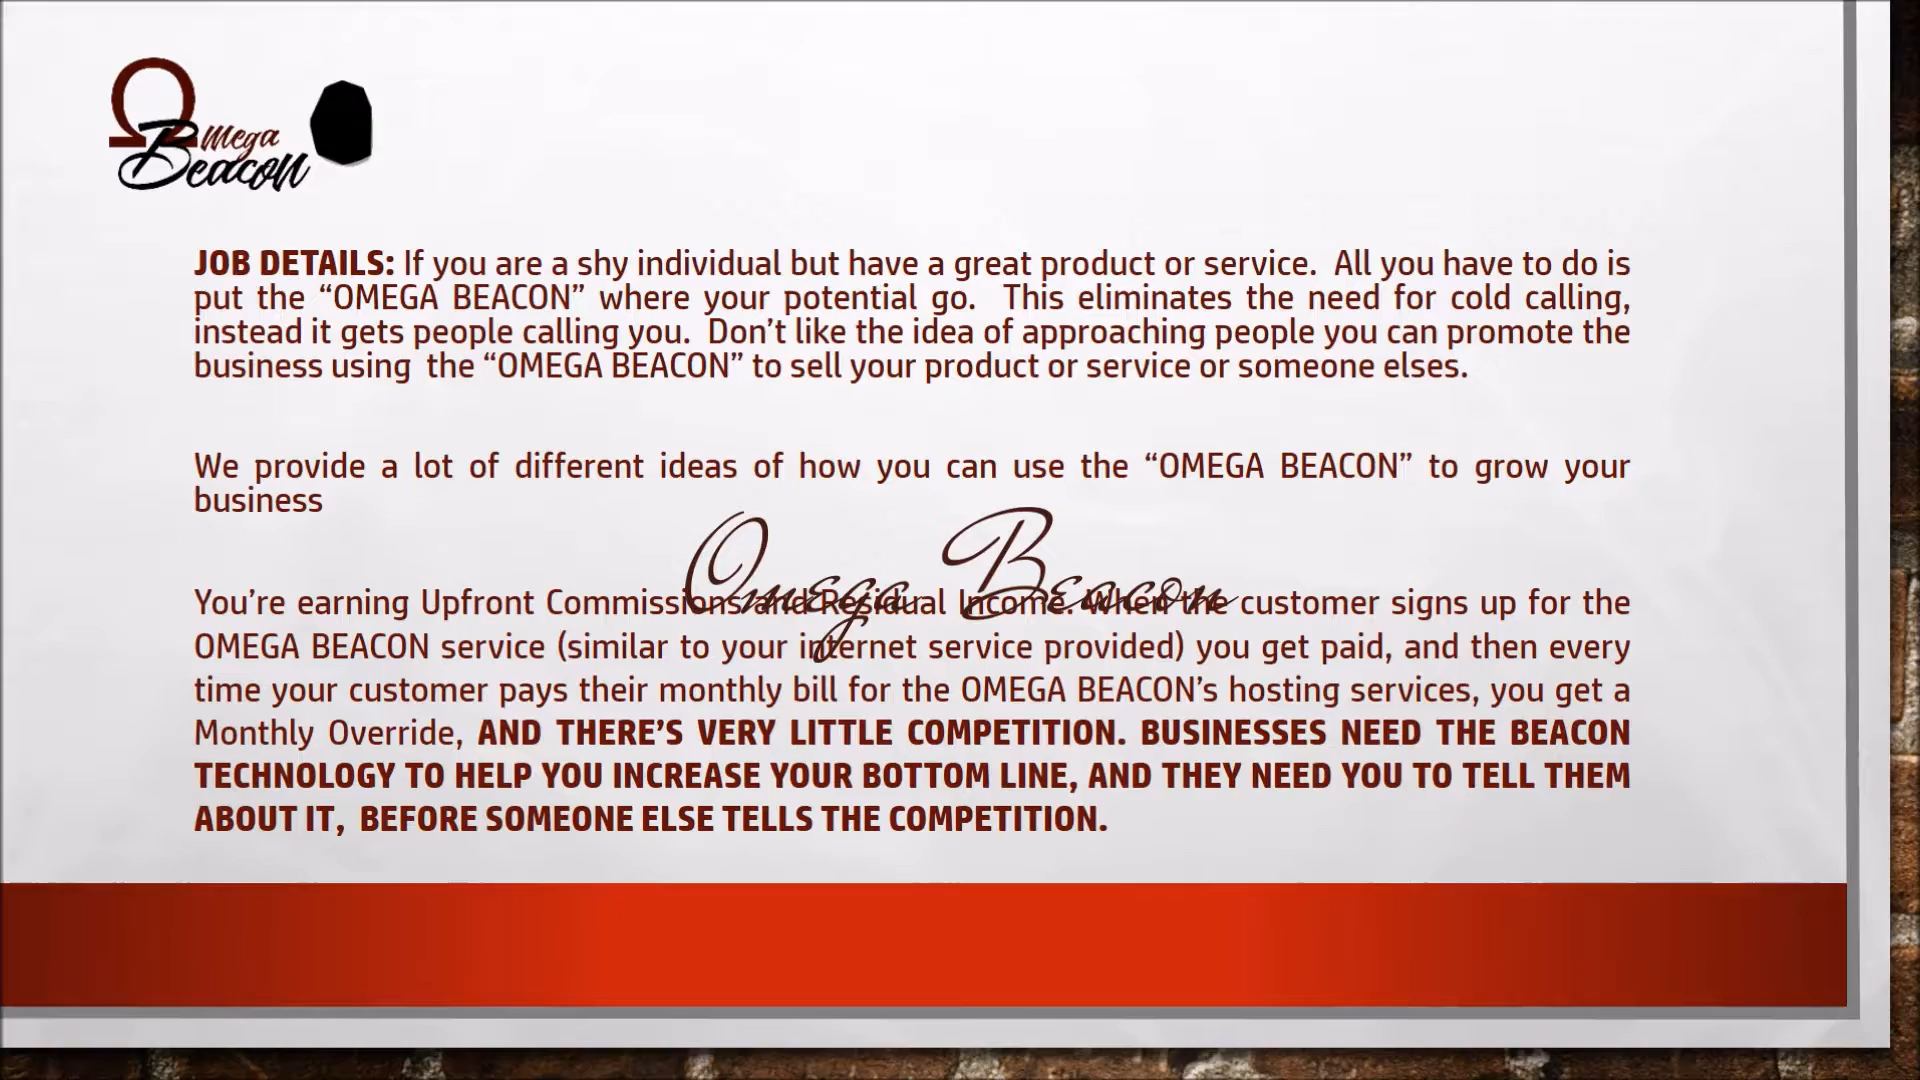 Ω
mega
Beacon
JOB DETAILS: If you are a shy individual but have a great product or service.  All you have to do is
put the “OMEGA BEACON” where your potential go.  This eliminates the need for cold calling,
instead it gets people calling you.  Don’t like the idea of approaching people you can promote the
business using  the “OMEGA BEACON” to sell your product or service or someone elses.
We provide a lot of different ideas of how you can use the “OMEGA BEACON” to grow your
business
Omega Beacon
You’re earning Upfront Commissions and Residual Income. When the customer signs up for the
OMEGA BEACON service (similar to your internet service provided) you get paid, and then every
time your customer pays their monthly bill for the OMEGA BEACON’s hosting services, you get a
Monthly Override, AND THERE’S VERY LITTLE COMPETITION. BUSINESSES NEED THE BEACON
TECHNOLOGY TO HELP YOU INCREASE YOUR BOTTOM LINE, AND THEY NEED YOU TO TELL THEM
ABOUT IT,  BEFORE SOMEONE ELSE TELLS THE COMPETITION.